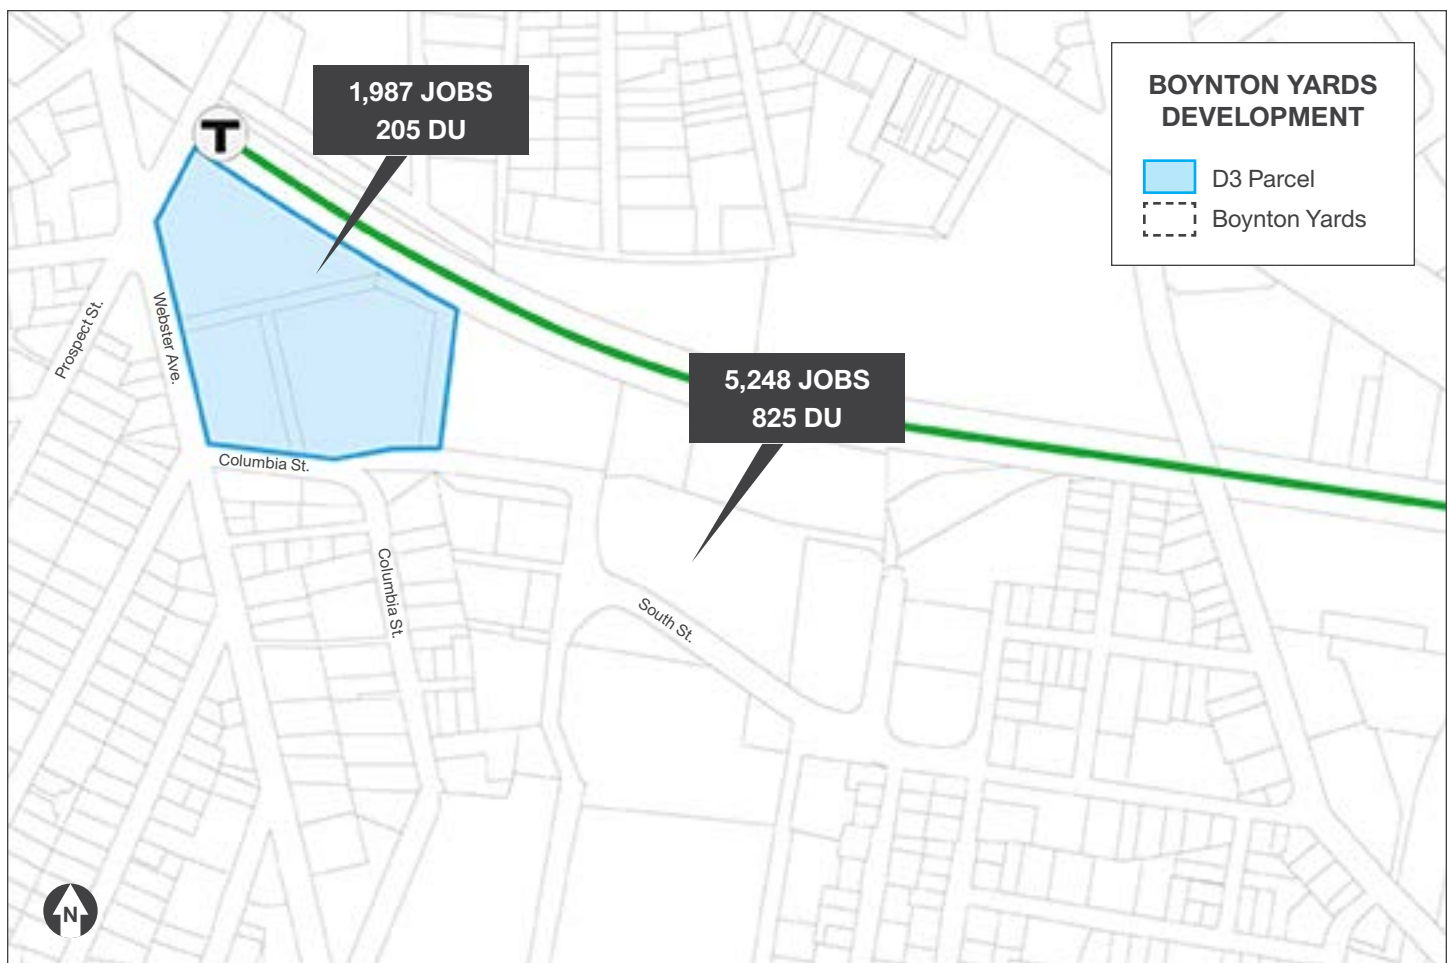 1,987 JOBS
205 DU
T
BOYNTON YARDS
DEVELOPMENT
D3 Parcel
Boynton Yards
Prospect St.
Webster Ave.
5,248 JOBS
825 DU
Columbia St.
Columbia St.
South St.
N